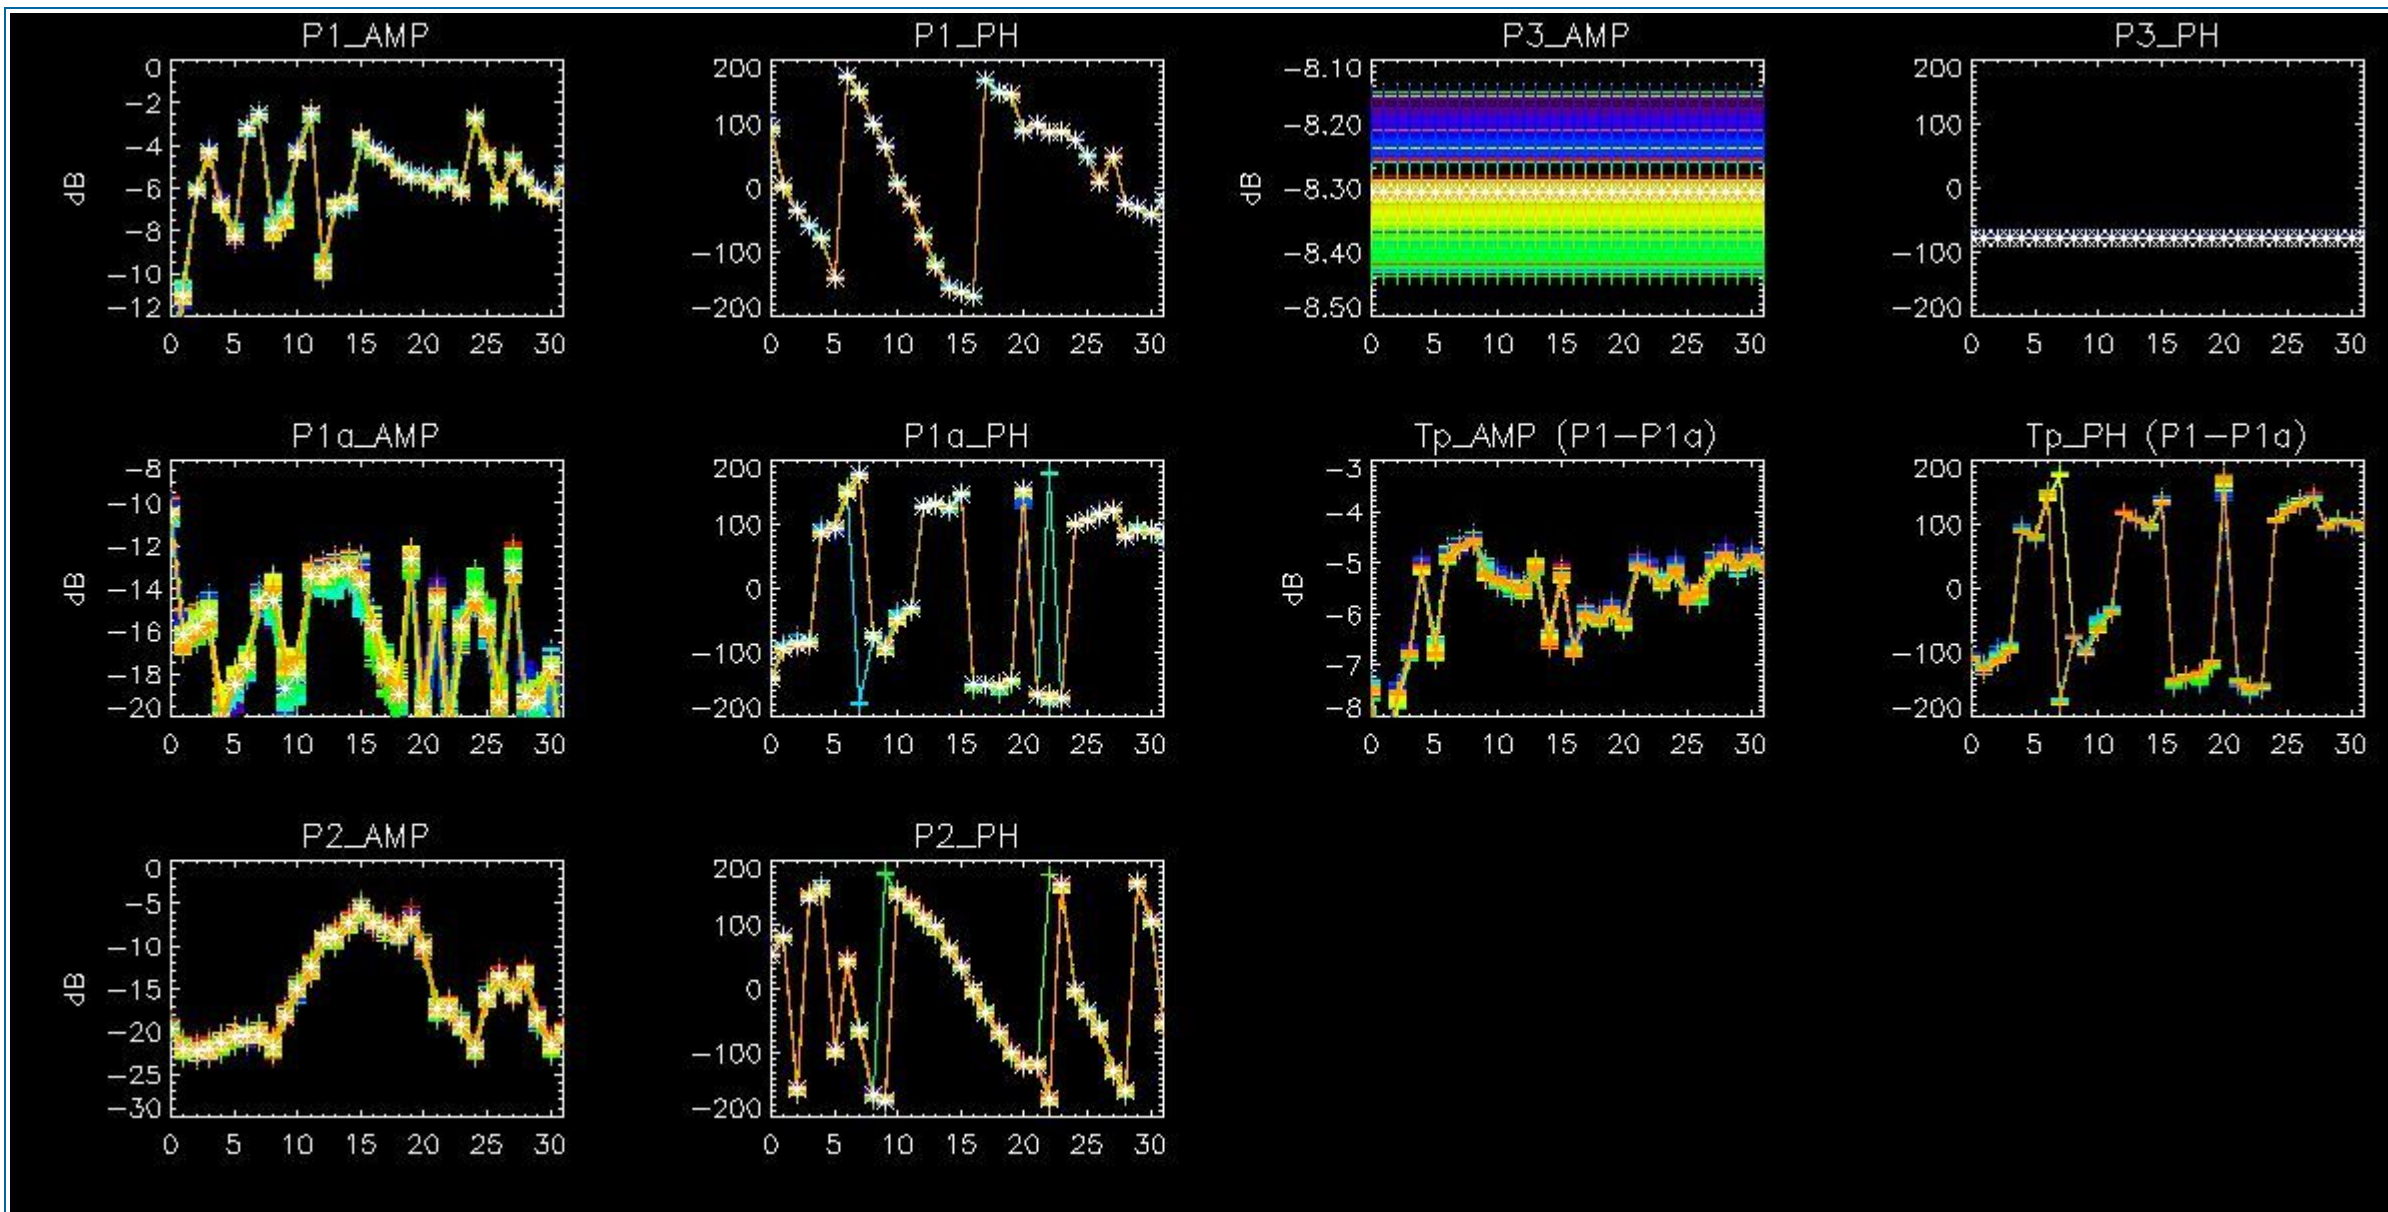 P1_AMP P1_PH P3_AMP P3_PH
0 200 −8.10 200
−2
100 −8.20 100
−4
dB −6 0 dB −8.30 0
−8
−100 −8.40 −100
−10
−12 −200 −8.50 −200
0 5 10 15 20 25 30 0 5 10 15 20 25 30 0 5 10 15 20 25 30 0 5 10 15 20 25 30
P1a_AMP P1a_PH Tp_AMP (P1−P1a) Tp_PH (P1−P1a)
−8 200 −3 200
−10
100 −4 100
−12
dB −14 0 dB −5 0
−6
−16
−100 −7 −100
−18
−20 −200 −8 −200
0 5 10 15 20 25 30 0 5 10 15 20 25 30 0 5 10 15 20 25 30 0 5 10 15 20 25 30
P2_AMP P2_PH
0 200
−5
100
−10
dB −15 0
−20
−100
−25
−30 −200
0 5 10 15 20 25 30 0 5 10 15 20 25 30